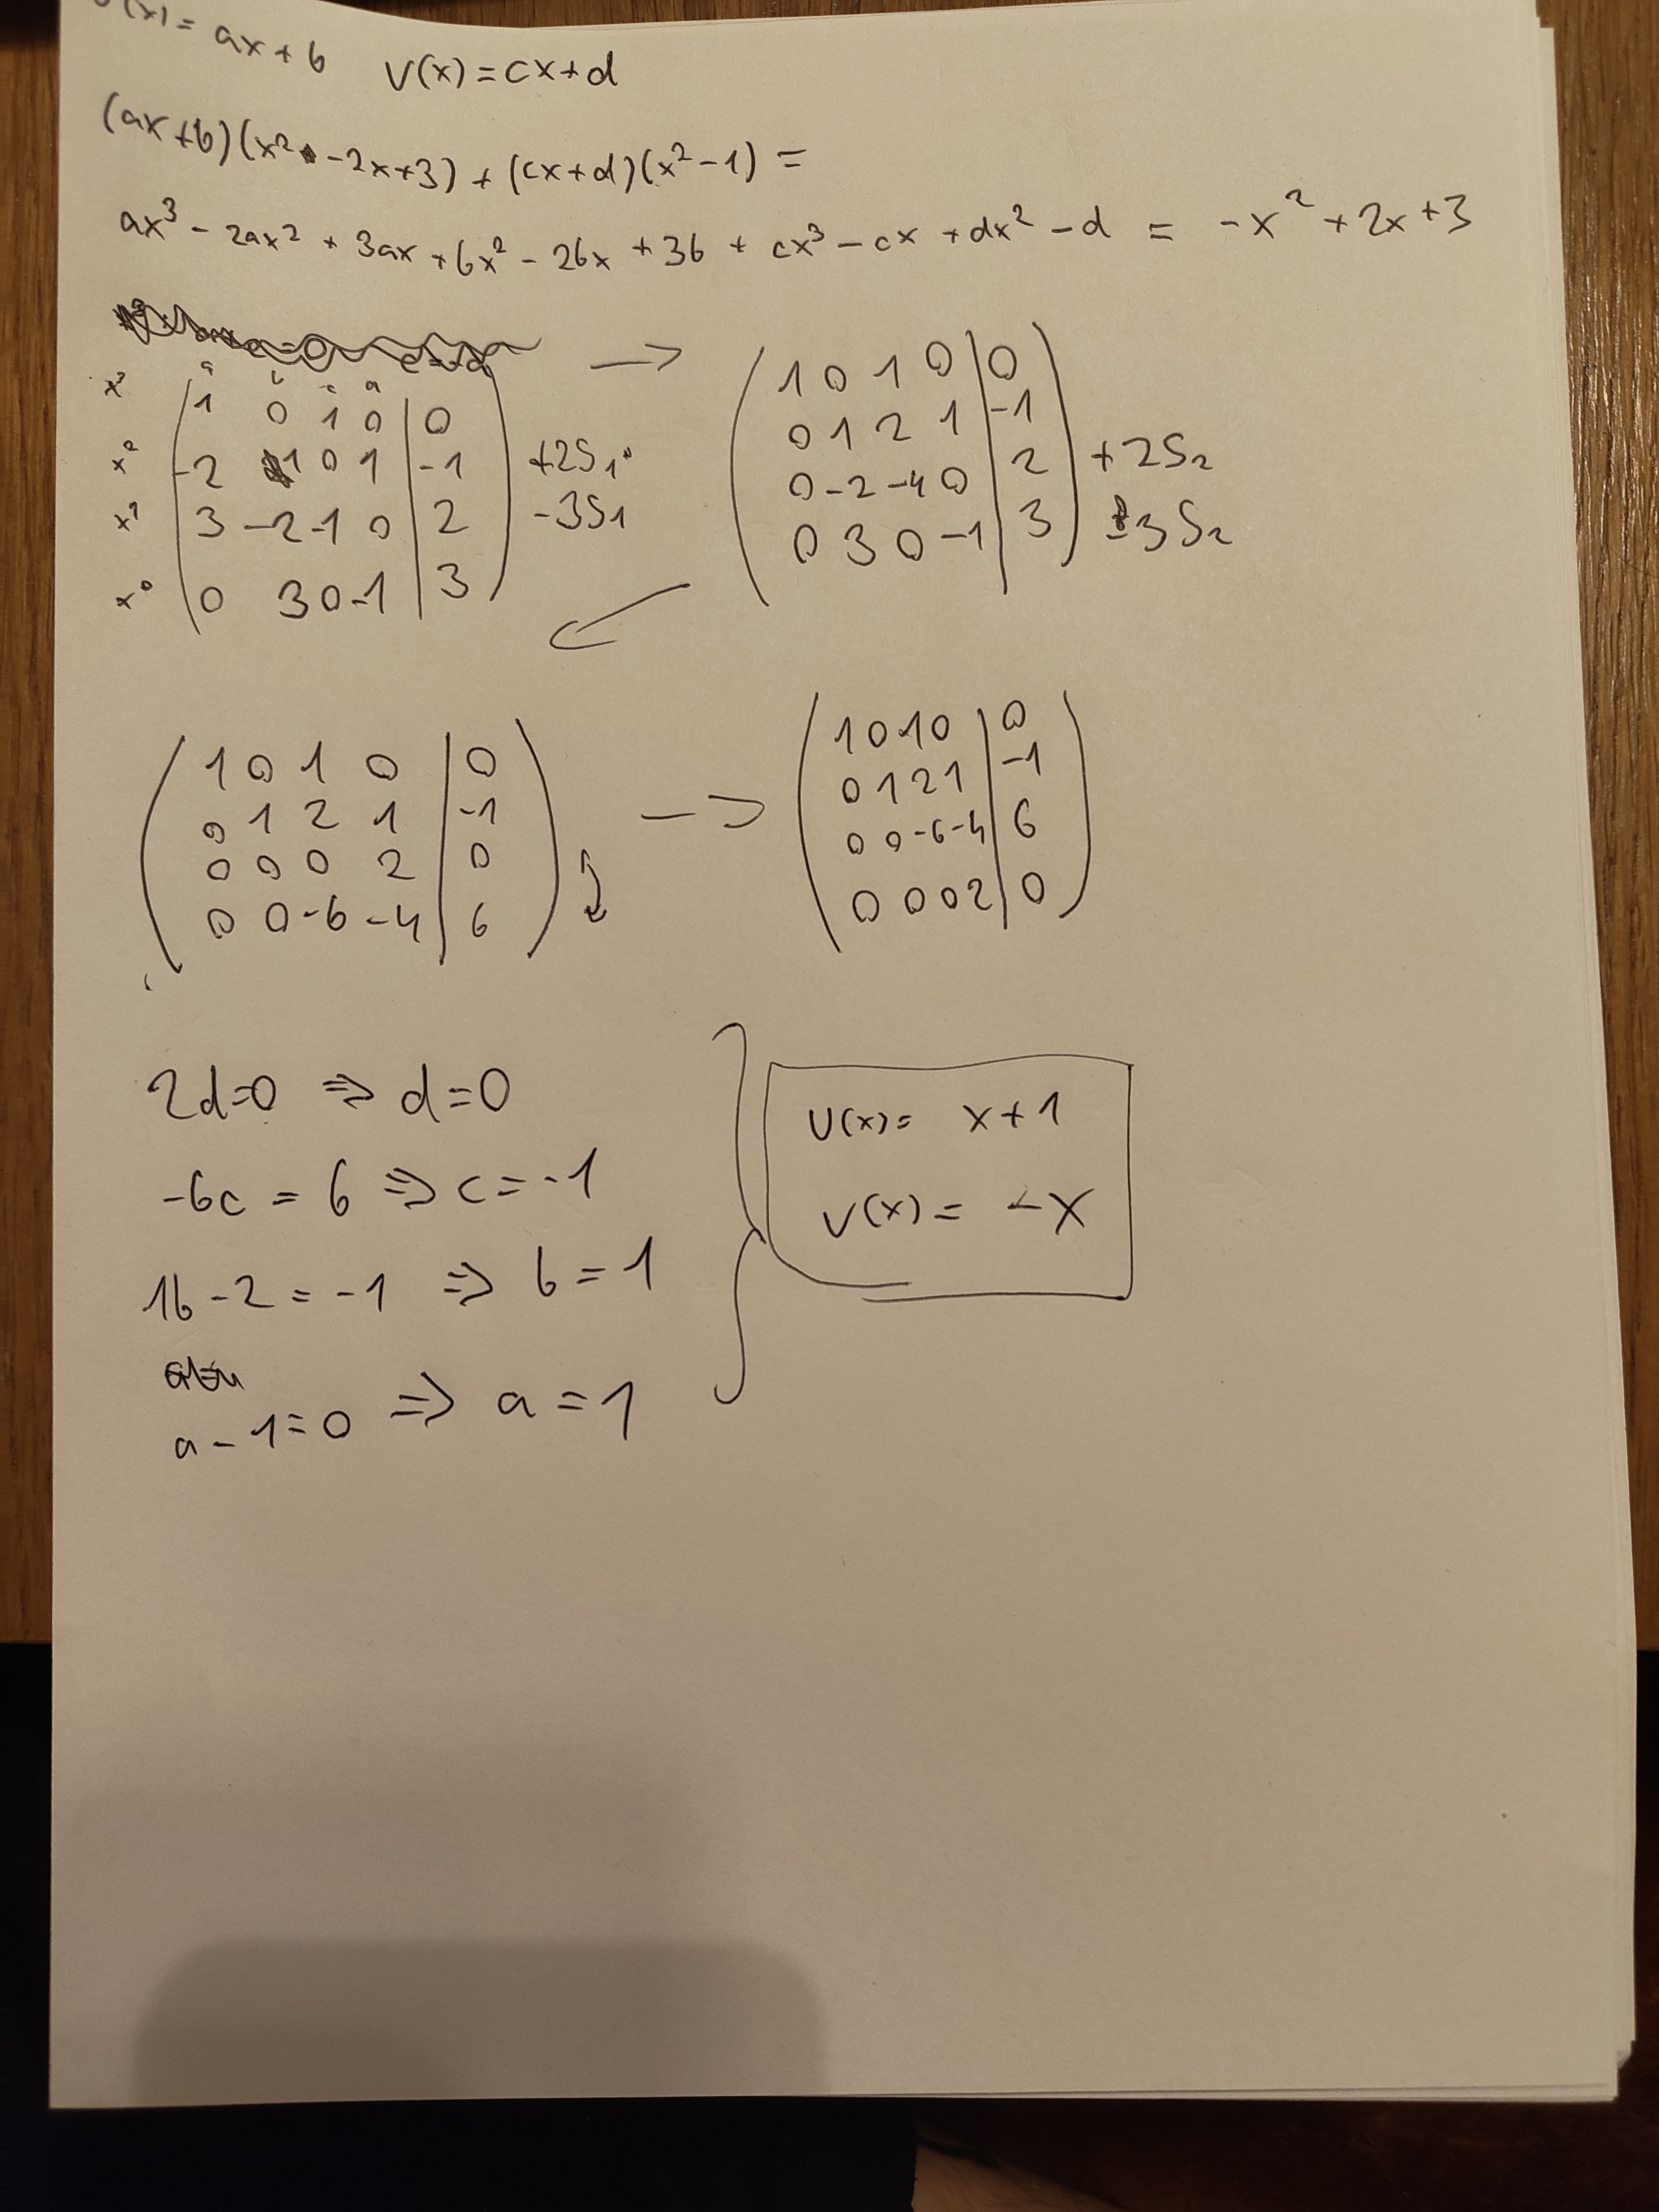 U(x) = ax + b   V(x) = cx + d
(ax + b)(x² - 2x + 3) + (cx + d)(x² - 1) =
ax³ - 2ax² + 3ax + bx² - 2bx + 3b + cx³ - cx + dx² - d = -x² + 2x + 3
a b c d
x³ 1 0 1 0 | 0 → 1 0 1 0 | 0
x² -2 1 0 1 | -1 +2S₁ 0 1 2 1 | -1
x¹ 3 -2 -1 0 | 2 -3S₁ 0 -2 -4 0 | 2 +2S₂
x⁰ 0 3 0 -1 | 3 0 3 0 -1 | 3 -3S₂
1 0 1 0 | 0 → 1 0 1 0 | 0
0 1 2 1 | -1 0 1 2 1 | -1
0 0 0 2 | 0 0 0 -6 -4 | 6
0 0 -6 -4 | 6 0 0 0 2 | 0
2d = 0 ⇒ d = 0
-6c = 6 ⇒ c = -1
1b - 2 = -1 ⇒ b = 1
a - 1 = 0 ⇒ a = 1
U(x) = x + 1
V(x) = -x